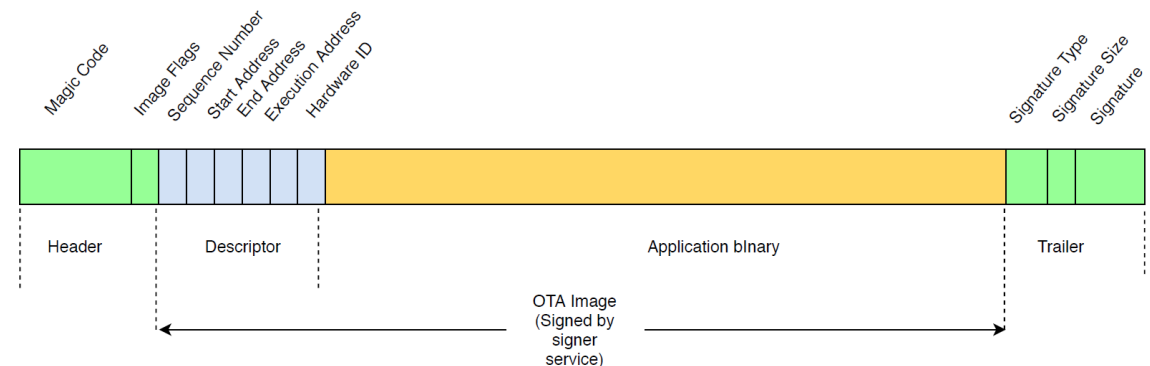 Magic Code
Image Flags
Sequence Number
Start Address
End Address
Execution Address
Hardware ID
Signature Type
Signature Size
Signature
Header
Descriptor
Application bInary
Trailer
OTA Image
(Signed by
signer
service)